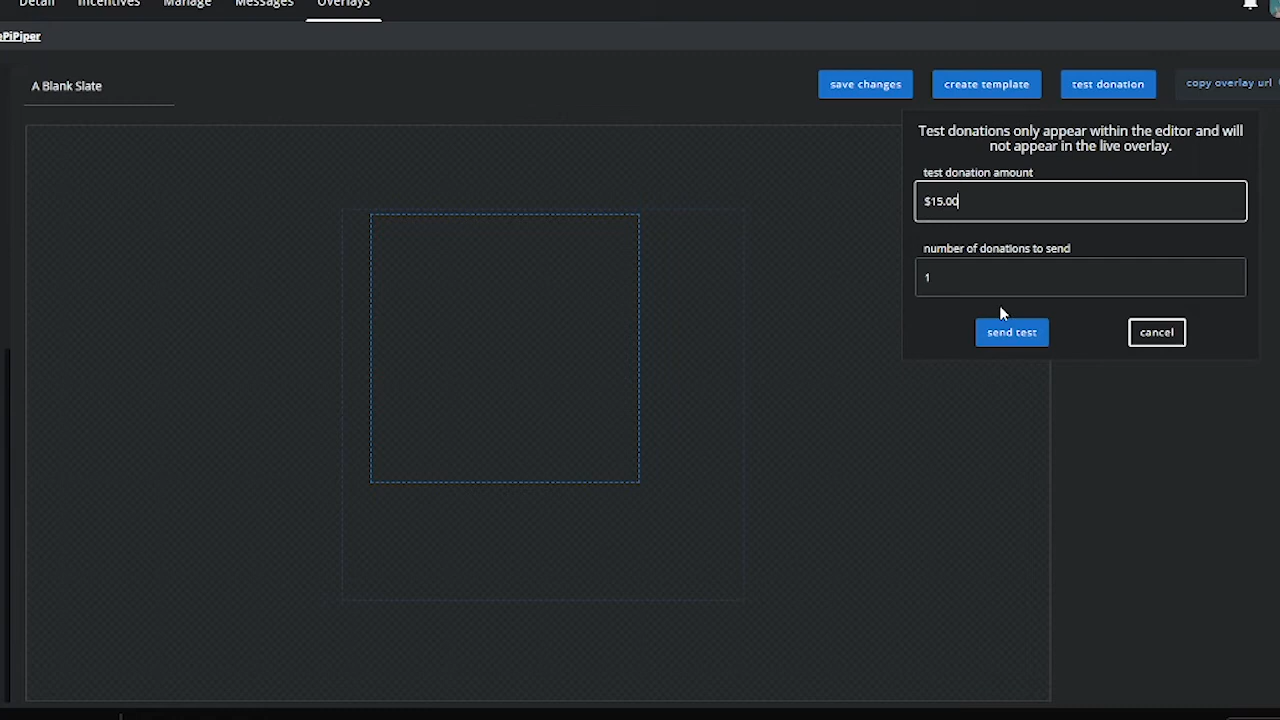 Detail Incentives Manage Messages Overlays
ePiPiper
A Blank Slate
save changes
create template
test donation
copy overlay url
Test donations only appear within the editor and will
not appear in the live overlay.
test donation amount
$15.00
number of donations to send
1
send test
cancel